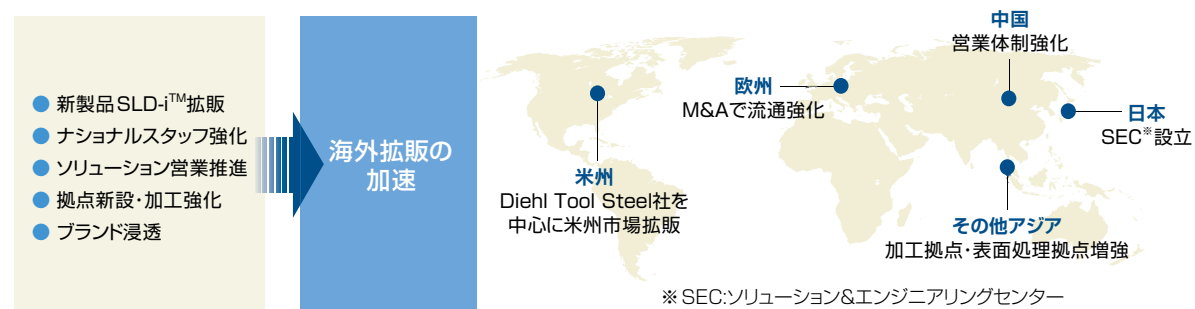 ● 新製品SLD-i™拡販
● ナショナルスタッフ強化
● ソリューション営業推進
● 拠点新設・加工強化
● ブランド浸透
海外拡販の
加速
米州
Diehl Tool Steel社を
中心に米州市場拡販
欧州
M&Aで流通強化
中国
営業体制強化
日本
SEC※設立
その他アジア
加工拠点・表面処理拠点増強
※SEC:ソリューション&エンジニアリングセンター